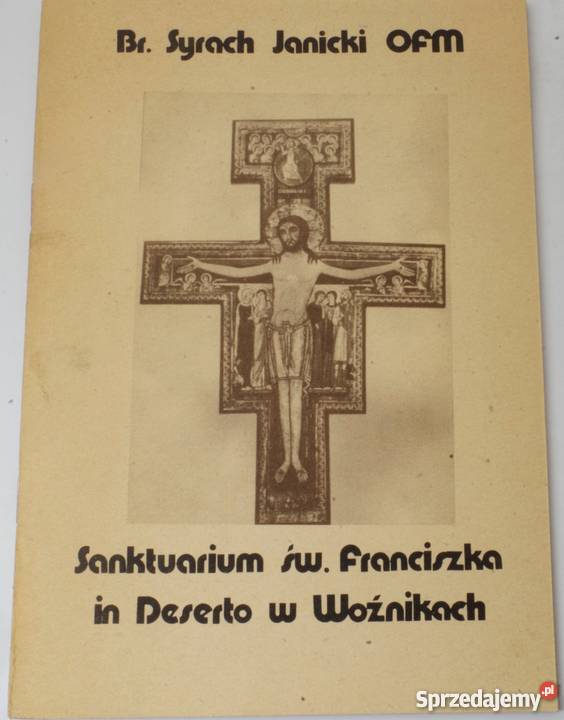 Br. Syrach Janicki OFM
Sanktuarium św. Franciszka
in Deserto w Woźnikach
Sprzedajemy.pl